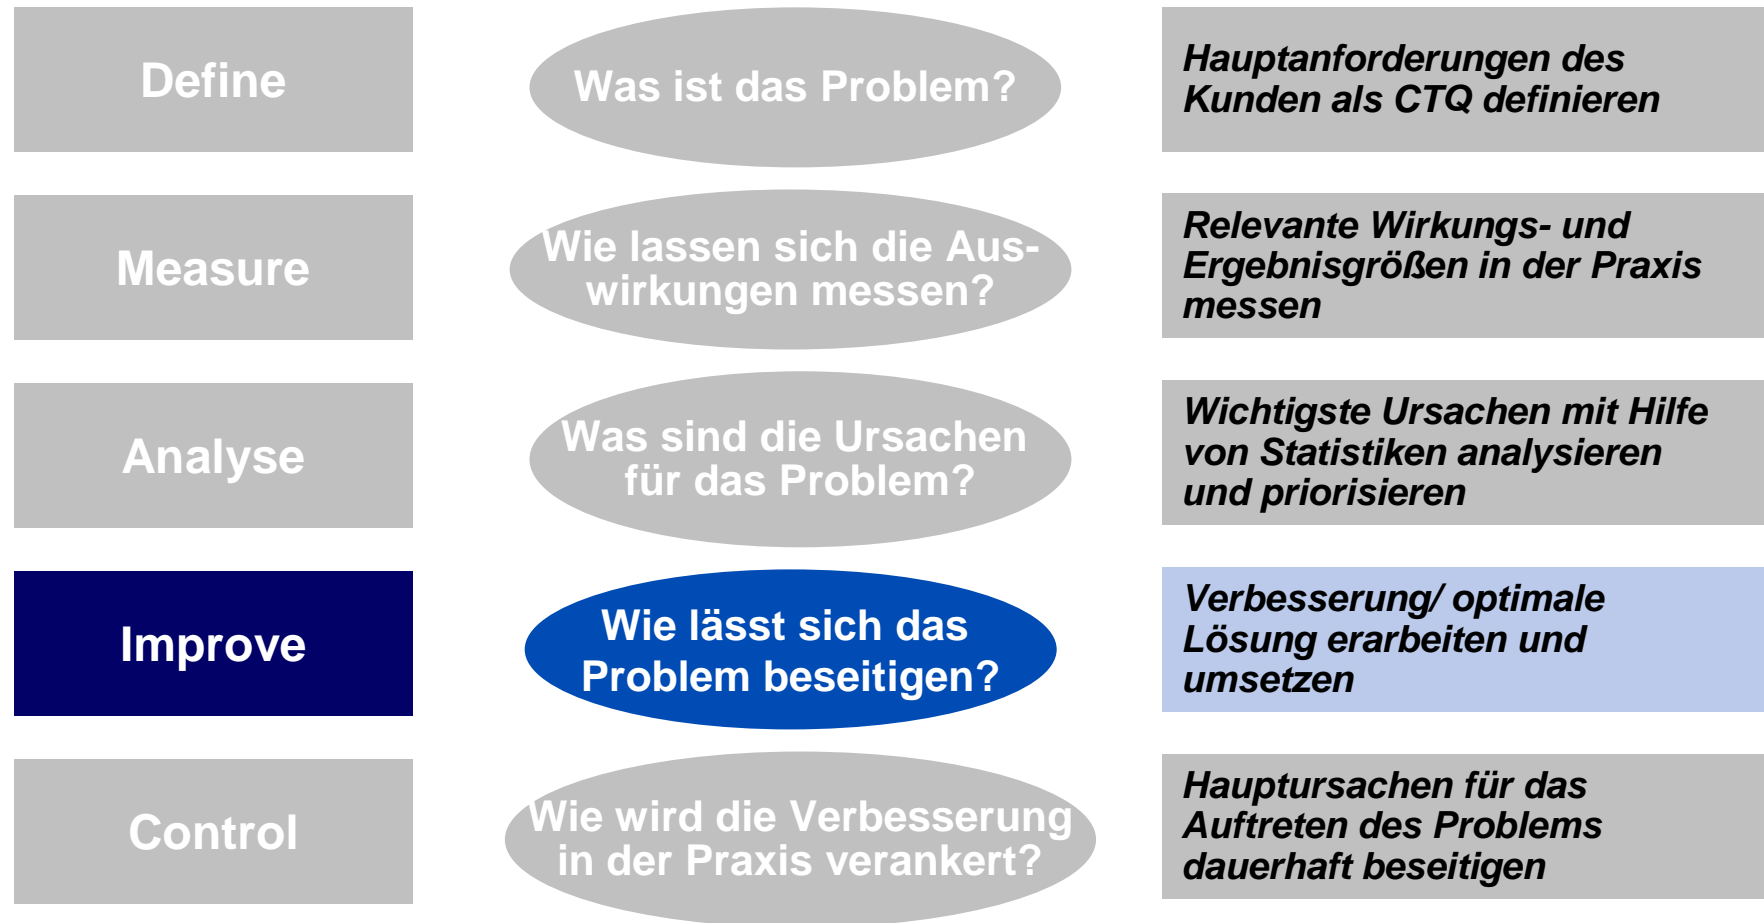 Define
Was ist das Problem?
Hauptanforderungen des
Kunden als CTQ definieren
Measure
Wie lassen sich die Aus-
wirkungen messen?
Relevante Wirkungs- und
Ergebnisgrößen in der Praxis
messen
Analyse
Was sind die Ursachen
für das Problem?
Wichtigste Ursachen mit Hilfe
von Statistiken analysieren
und priorisieren
Improve
Wie lässt sich das
Problem beseitigen?
Verbesserung/ optimale
Lösung erarbeiten und
umsetzen
Control
Wie wird die Verbesserung
in der Praxis verankert?
Hauptursachen für das
Auftreten des Problems
dauerhaft beseitigen